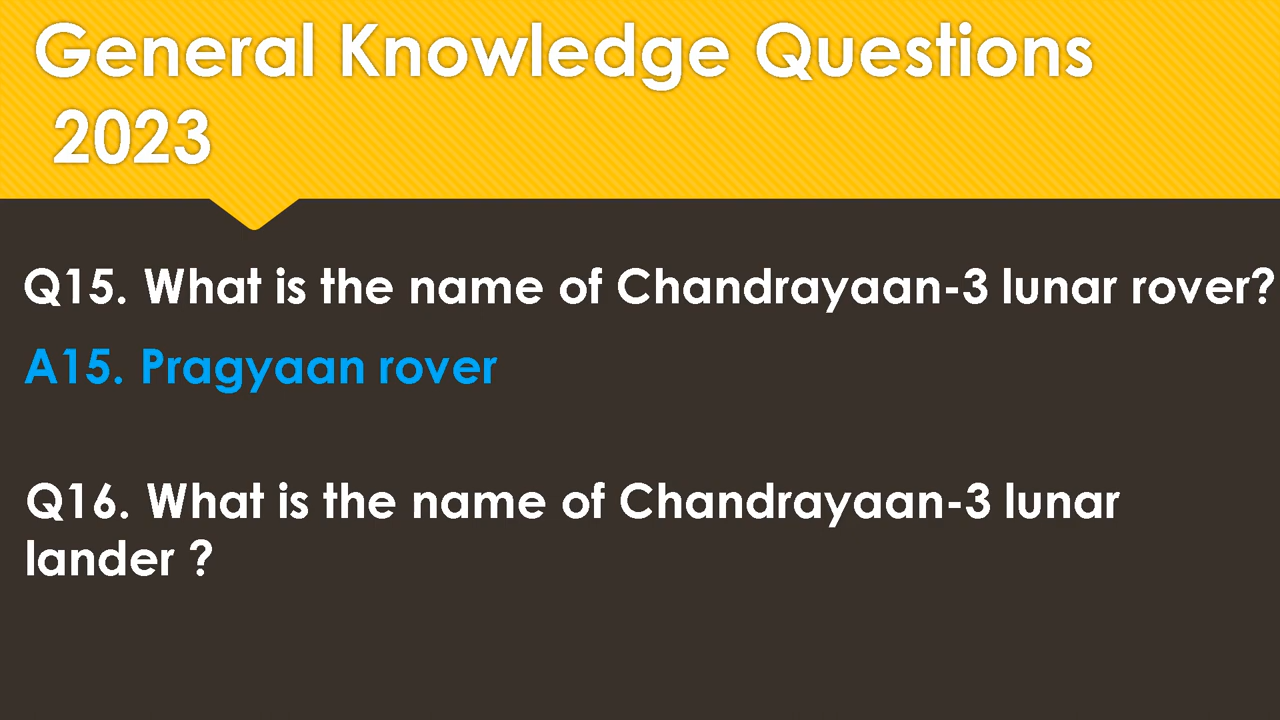 General Knowledge Questions
2023
Q15. What is the name of Chandrayaan-3 lunar rover?
A15. Pragyaan rover
Q16. What is the name of Chandrayaan-3 lunar
lander ?